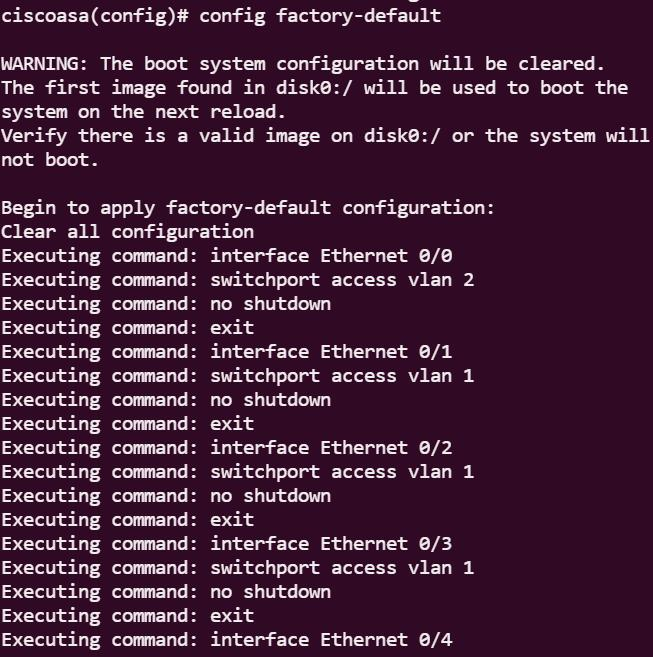 ciscoasa(config)# config factory-default

WARNING: The boot system configuration will be cleared.
The first image found in disk0:/ will be used to boot the
system on the next reload.
Verify there is a valid image on disk0:/ or the system will
not boot.

Begin to apply factory-default configuration:
Clear all configuration
Executing command: interface Ethernet 0/0
Executing command: switchport access vlan 2
Executing command: no shutdown
Executing command: exit
Executing command: interface Ethernet 0/1
Executing command: switchport access vlan 1
Executing command: no shutdown
Executing command: exit
Executing command: interface Ethernet 0/2
Executing command: switchport access vlan 1
Executing command: no shutdown
Executing command: exit
Executing command: interface Ethernet 0/3
Executing command: switchport access vlan 1
Executing command: no shutdown
Executing command: exit
Executing command: interface Ethernet 0/4